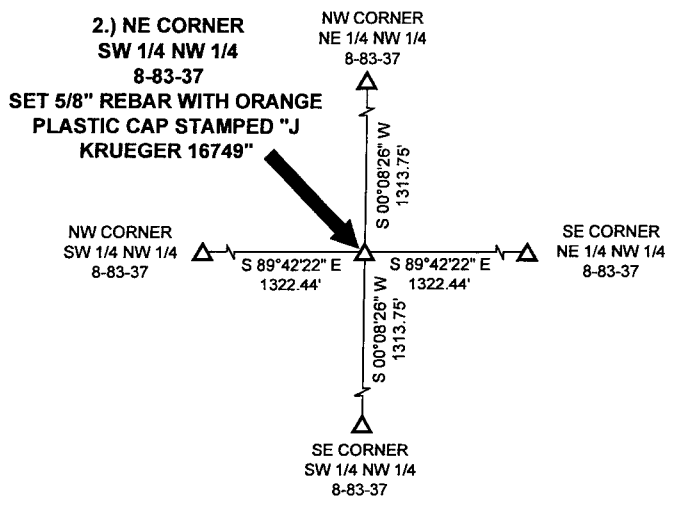 2.) NE CORNER
SW 1/4 NW 1/4
8-83-37
SET 5/8" REBAR WITH ORANGE
PLASTIC CAP STAMPED "J
KRUEGER 16749"
NW CORNER
NE 1/4 NW 1/4
8-83-37
S 00°08'26" W
1313.75'
NW CORNER
SW 1/4 NW 1/4
8-83-37
S 89°42'22" E
1322.44'
S 89°42'22" E
1322.44'
SE CORNER
NE 1/4 NW 1/4
8-83-37
S 00°08'26" W
1313.75'
SE CORNER
SW 1/4 NW 1/4
8-83-37